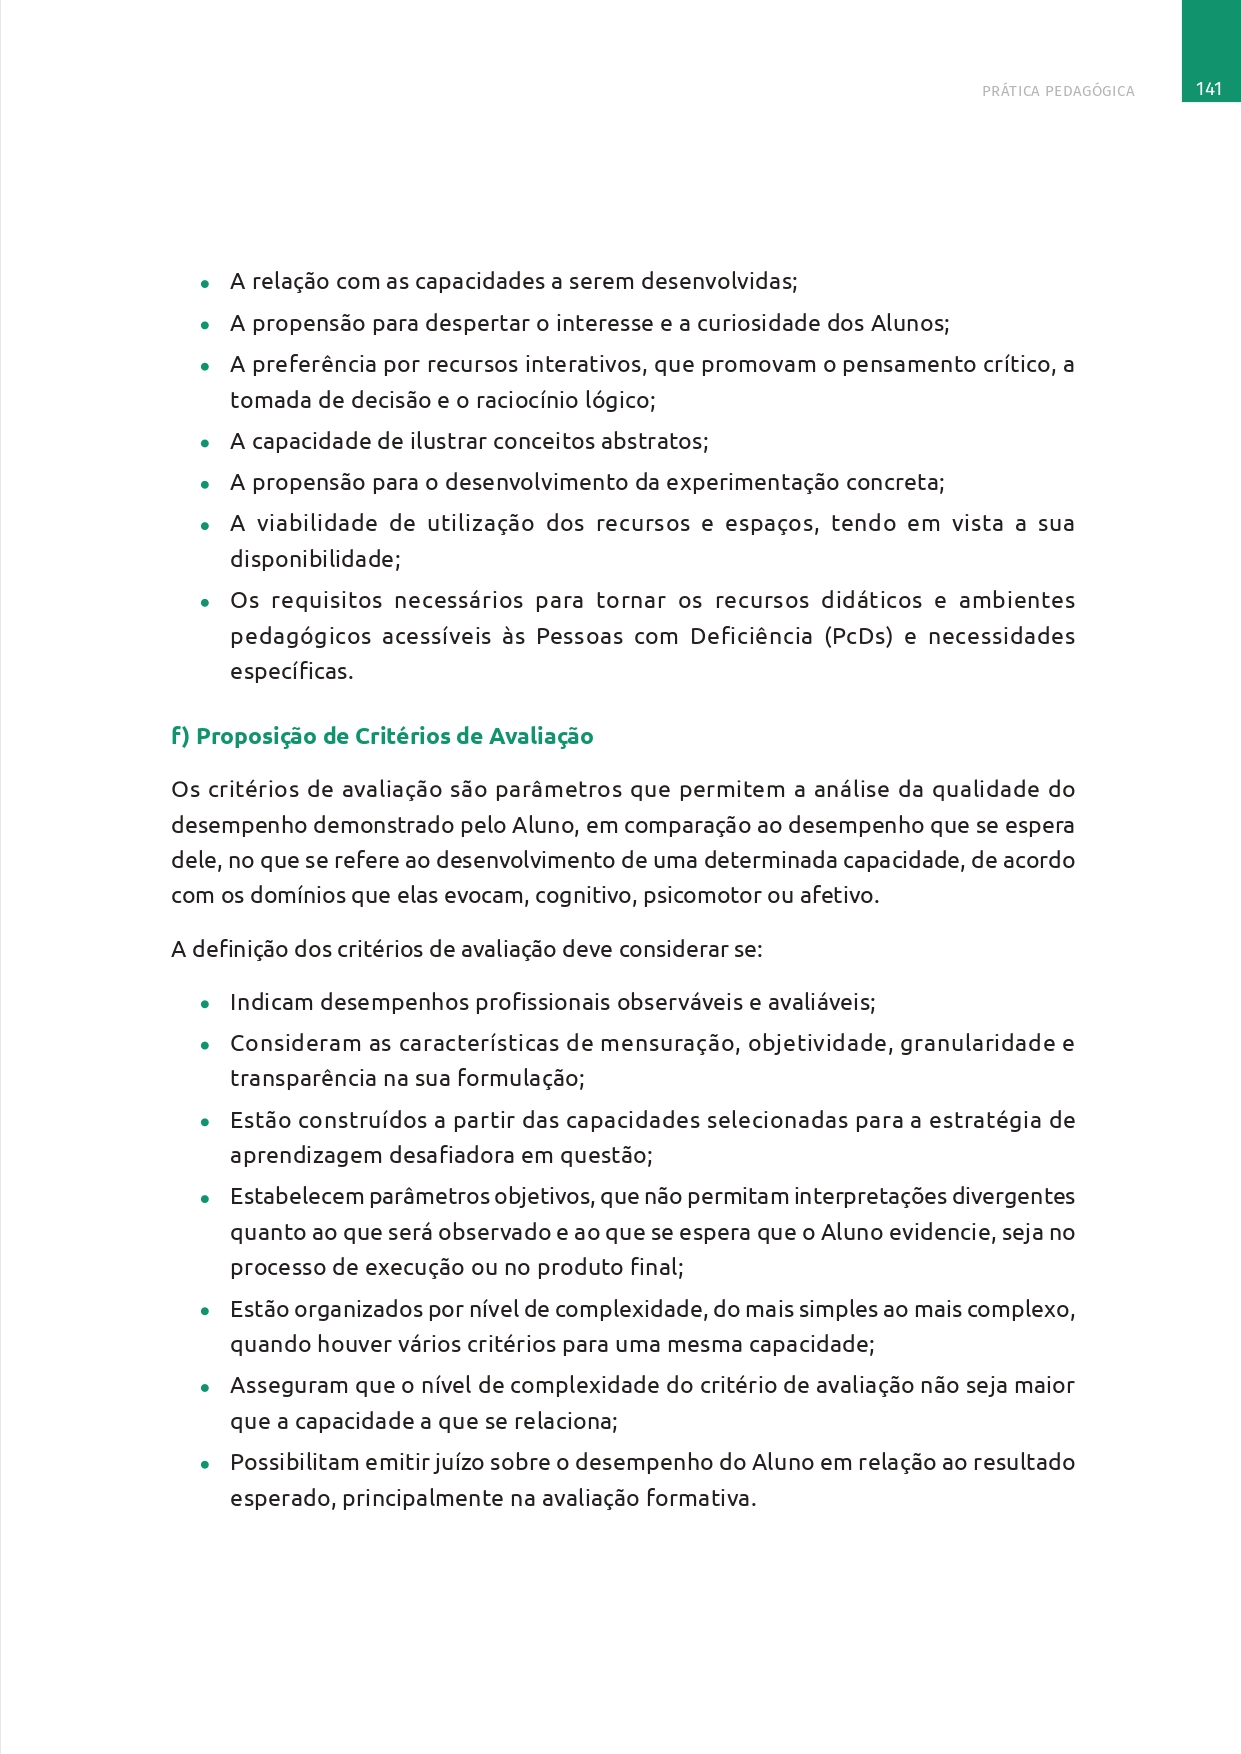 PRÁTICA PEDAGÓGICA
141
• A relação com as capacidades a serem desenvolvidas;
• A propensão para despertar o interesse e a curiosidade dos Alunos;
• A preferência por recursos interativos, que promovam o pensamento crítico, a
tomada de decisão e o raciocínio lógico;
• A capacidade de ilustrar conceitos abstratos;
• A propensão para o desenvolvimento da experimentação concreta;
• A viabilidade de utilização dos recursos e espaços, tendo em vista a sua
disponibilidade;
• Os requisitos necessários para tornar os recursos didáticos e ambientes
pedagógicos acessíveis às Pessoas com Deficiência (PcDs) e necessidades
específicas.
f) Proposição de Critérios de Avaliação
Os critérios de avaliação são parâmetros que permitem a análise da qualidade do
desempenho demonstrado pelo Aluno, em comparação ao desempenho que se espera
dele, no que se refere ao desenvolvimento de uma determinada capacidade, de acordo
com os domínios que elas evocam, cognitivo, psicomotor ou afetivo.
A definição dos critérios de avaliação deve considerar se:
• Indicam desempenhos profissionais observáveis e avaliáveis;
• Consideram as características de mensuração, objetividade, granularidade e
transparência na sua formulação;
• Estão construídos a partir das capacidades selecionadas para a estratégia de
aprendizagem desafiadora em questão;
• Estabelecem parâmetros objetivos, que não permitam interpretações divergentes
quanto ao que será observado e ao que se espera que o Aluno evidencie, seja no
processo de execução ou no produto final;
• Estão organizados por nível de complexidade, do mais simples ao mais complexo,
quando houver vários critérios para uma mesma capacidade;
• Asseguram que o nível de complexidade do critério de avaliação não seja maior
que a capacidade a que se relaciona;
• Possibilitam emitir juízo sobre o desempenho do Aluno em relação ao resultado
esperado, principalmente na avaliação formativa.